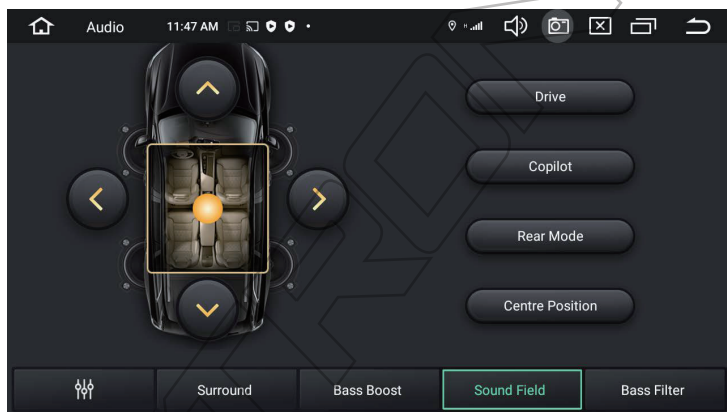 Audio
11:47 AM
Drive
Copilot
Rear Mode
Centre Position
Surround
Bass Boost
Sound Field
Bass Filter